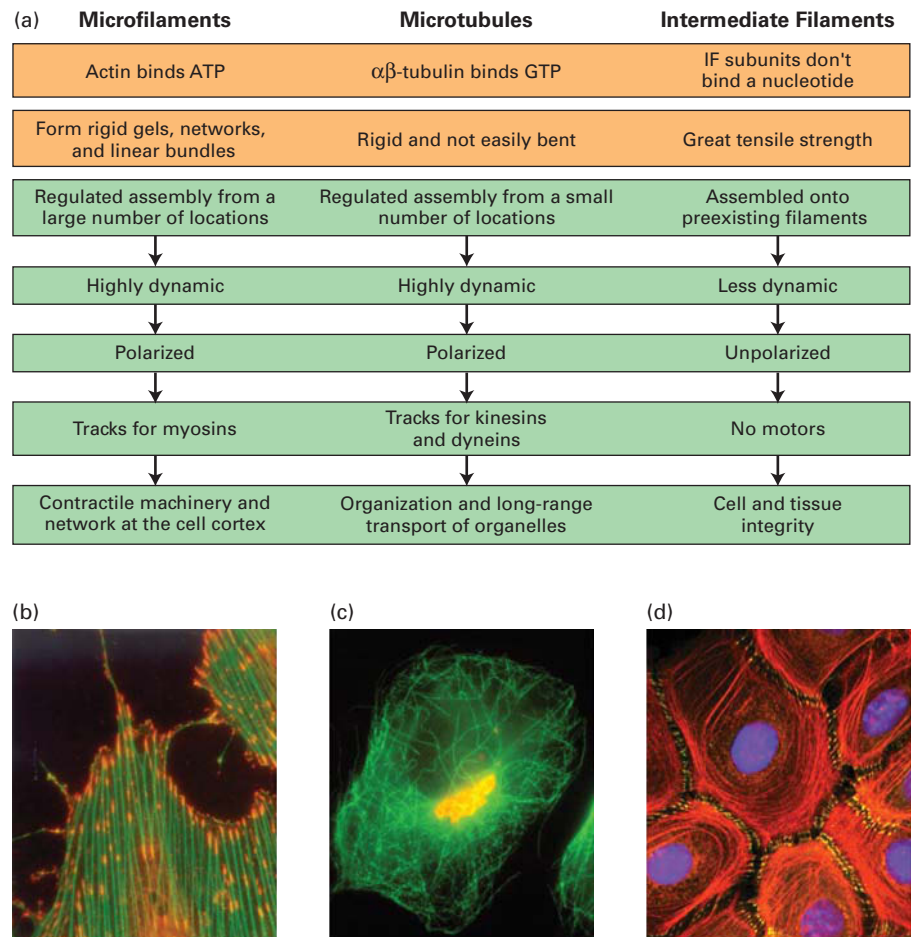 (a) Microfilaments Microtubules Intermediate Filaments
Actin binds ATP
αβ-tubulin binds GTP
IF subunits don't
bind a nucleotide
Form rigid gels, networks,
and linear bundles
Rigid and not easily bent
Great tensile strength
Regulated assembly from a
large number of locations
Regulated assembly from a small
number of locations
Assembled onto
preexisting filaments
Highly dynamic
Highly dynamic
Less dynamic
Polarized
Polarized
Unpolarized
Tracks for myosins
Tracks for kinesins
and dyneins
No motors
Contractile machinery and
network at the cell cortex
Organization and long-range
transport of organelles
Cell and tissue
integrity
(b)
(c)
(d)